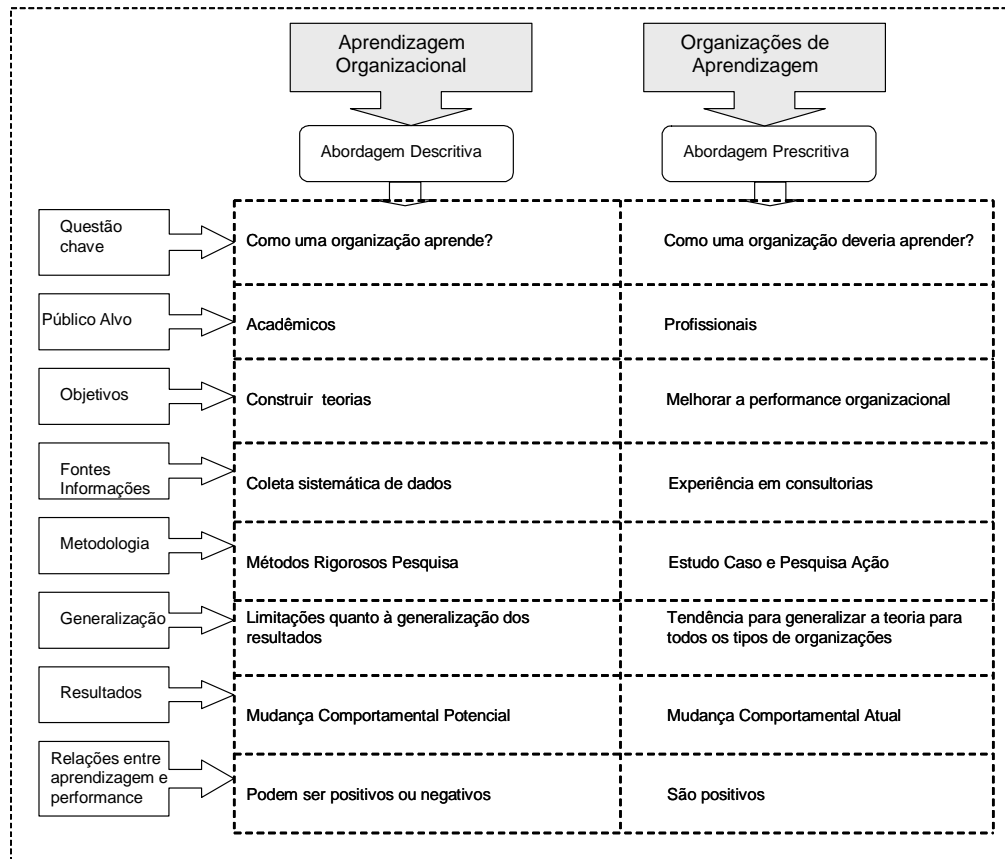 Aprendizagem
Organizacional
Organizações de
Aprendizagem
Abordagem Descritiva
Abordagem Prescritiva
Questão
chave
Como uma organização aprende?
Como uma organização deveria aprender?
Público Alvo
Acadêmicos
Profissionais
Objetivos
Construir teorias
Melhorar a performance organizacional
Fontes
Informações
Coleta sistemática de dados
Experiência em consultorias
Metodologia
Métodos Rigorosos Pesquisa
Estudo Caso e Pesquisa Ação
Generalização
Limitações quanto à generalização dos
resultados
Tendência para generalizar a teoria para
todos os tipos de organizações
Resultados
Mudança Comportamental Potencial
Mudança Comportamental Atual
Relações entre
aprendizagem e
performance
Podem ser positivos ou negativos
São positivos